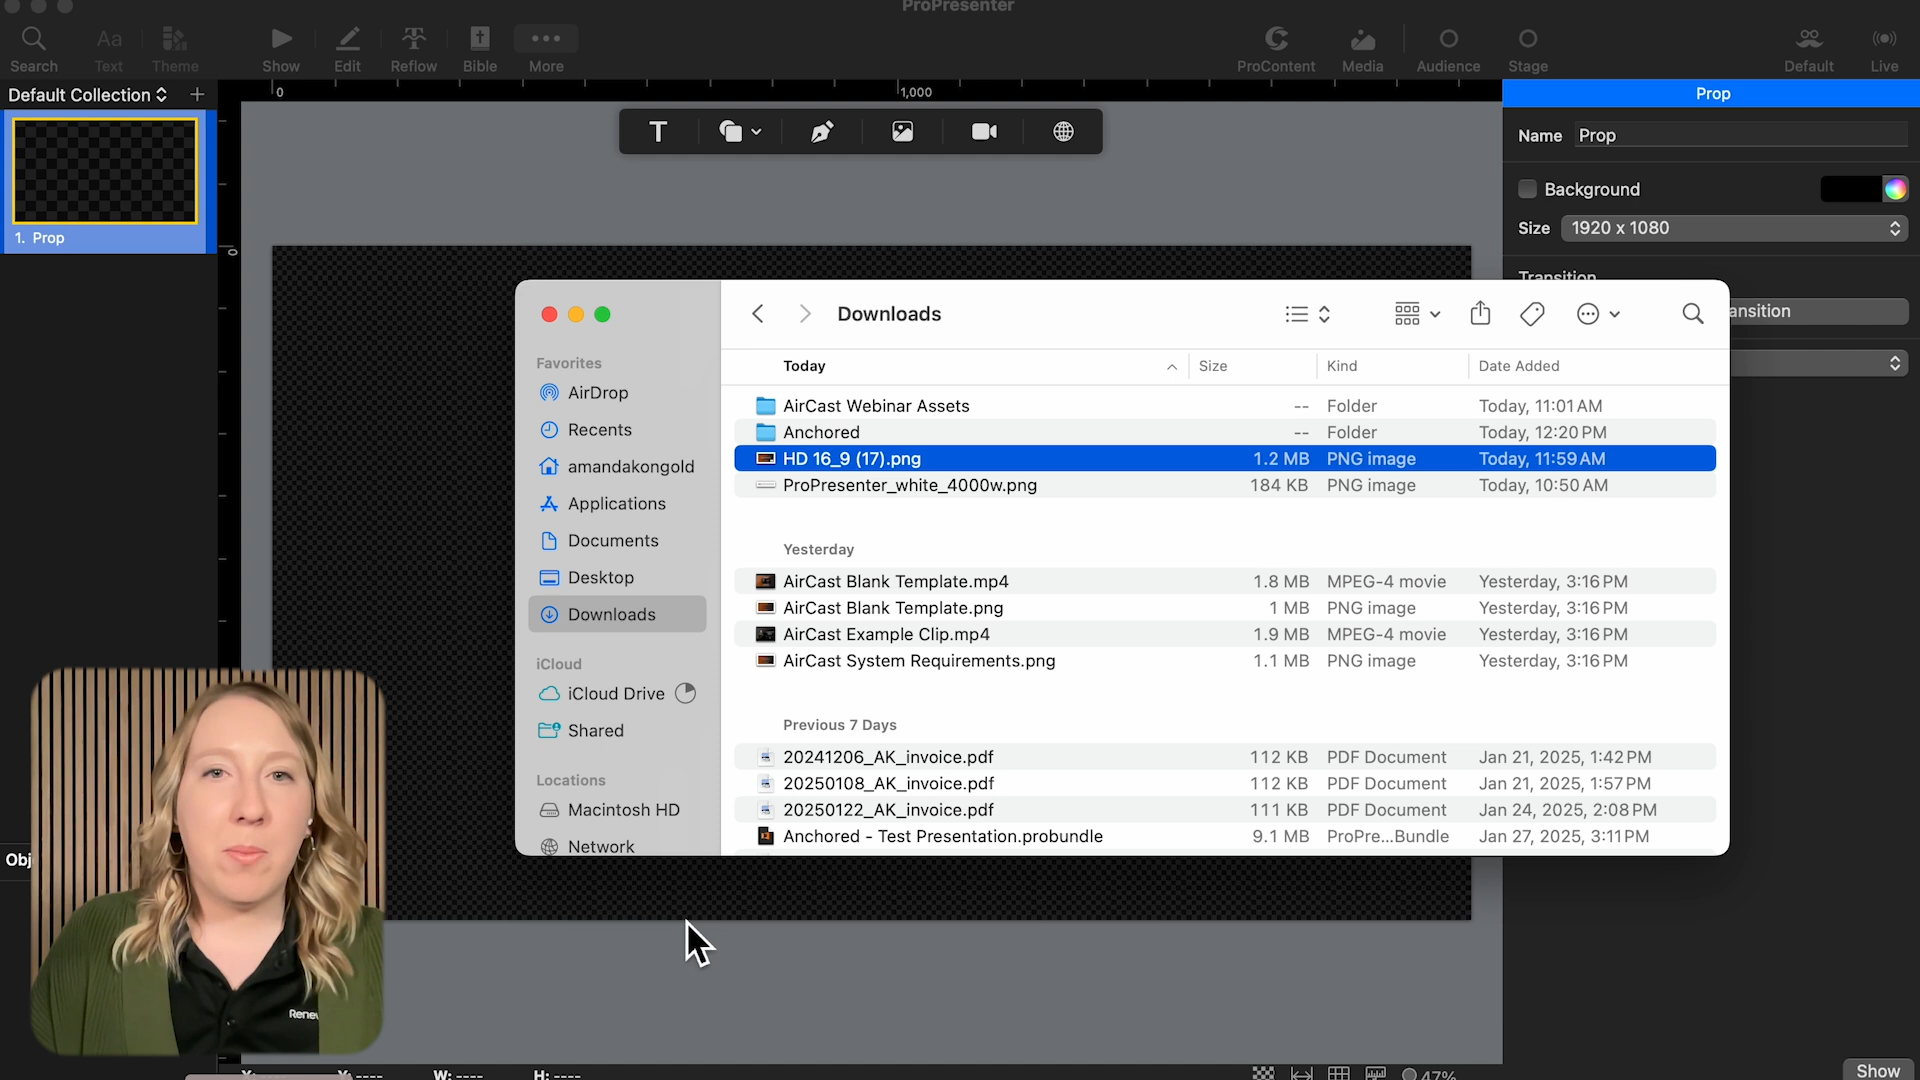 ProPresenter
Search
Text
Theme
Show
Edit
Reflow
Bible
More
ProContent
Media
Audience
Stage
Default
Live
Default Collection
0
1,000
Prop
Name Prop
1. Prop
0
Background
Size 1920 x 1080
Transition
ansition
Downloads
Favorites
AirDrop
Recents
amandakongold
Applications
Documents
Desktop
Downloads
iCloud
iCloud Drive
Shared
Locations
Macintosh HD
Network
Today Size Kind Date Added
AirCast Webinar Assets -- Folder Today, 11:01 AM
Anchored -- Folder Today, 12:20 PM
HD 16_9 (17).png 1.2 MB PNG image Today, 11:59 AM
ProPresenter_white_4000w.png 184 KB PNG image Today, 10:50 AM
Yesterday
AirCast Blank Template.mp4 1.8 MB MPEG-4 movie Yesterday, 3:16 PM
AirCast Blank Template.png 1 MB PNG image Yesterday, 3:16 PM
AirCast Example Clip.mp4 1.9 MB MPEG-4 movie Yesterday, 3:16 PM
AirCast System Requirements.png 1.1 MB PNG image Yesterday, 3:16 PM
Previous 7 Days
20241206_AK_invoice.pdf 112 KB PDF Document Jan 21, 2025, 1:42 PM
20250108_AK_invoice.pdf 112 KB PDF Document Jan 21, 2025, 1:57 PM
20250122_AK_invoice.pdf 111 KB PDF Document Jan 24, 2025, 2:08 PM
Anchored - Test Presentation.probundle 9.1 MB ProPre...Bundle Jan 27, 2025, 3:11 PM
Obj
Renew
X: ---- Y: ---- W: ---- H: ----
47%
Show